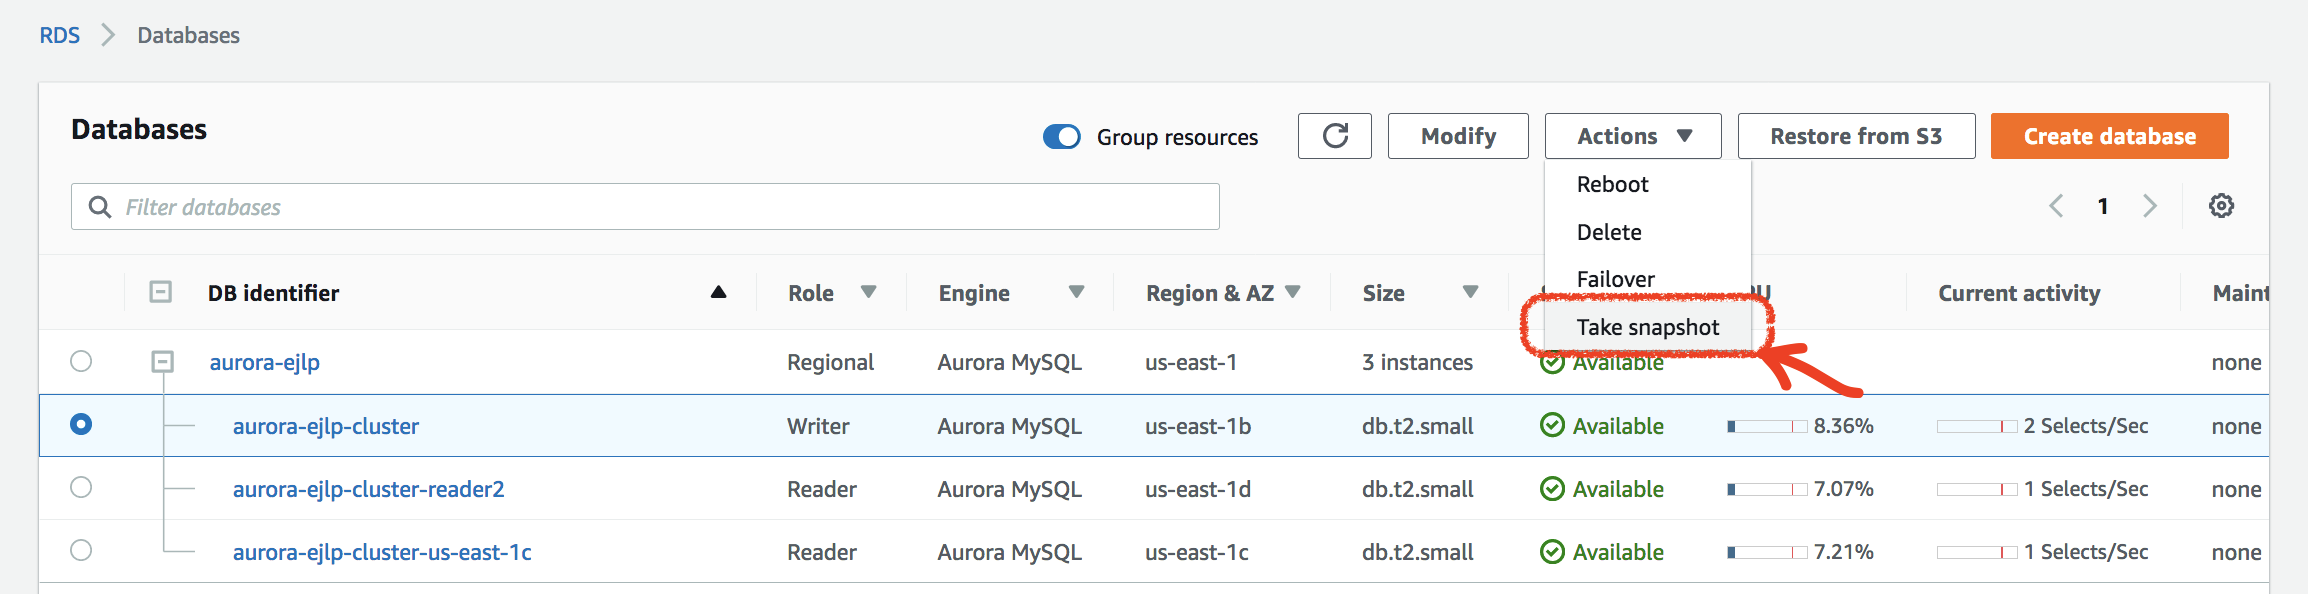 RDS > Databases
Databases
Group resources
Modify
Actions
Restore from S3
Create database
Filter databases
1
Reboot
Delete
Failover
Take snapshot
DB identifier Role Engine Region & AZ Size Current activity
aurora-ejlp Regional Aurora MySQL us-east-1 3 instances Available none
aurora-ejlp-cluster Writer Aurora MySQL us-east-1b db.t2.small Available 8.36% 2 Selects/Sec none
aurora-ejlp-cluster-reader2 Reader Aurora MySQL us-east-1d db.t2.small Available 7.07% 1 Selects/Sec none
aurora-ejlp-cluster-us-east-1c Reader Aurora MySQL us-east-1c db.t2.small Available 7.21% 1 Selects/Sec none